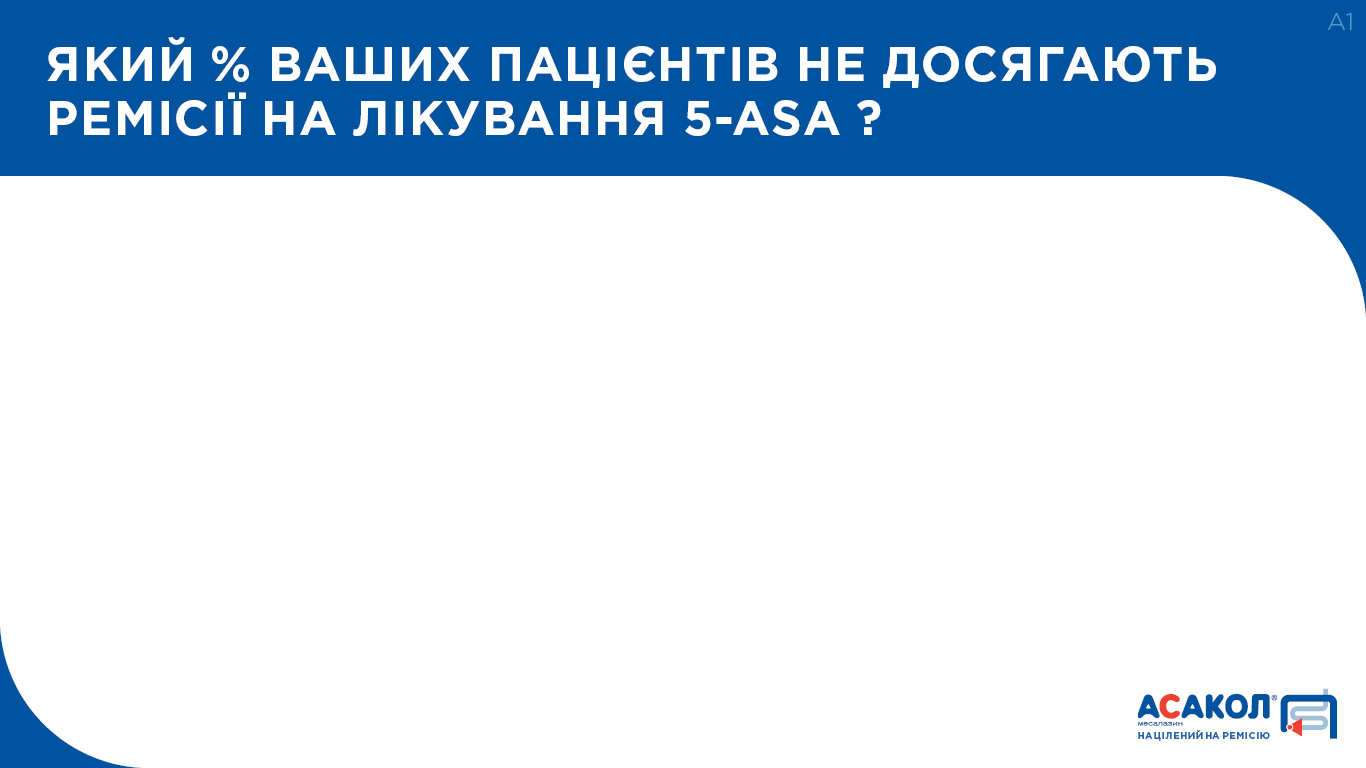 A1
ЯКИЙ % ВАШИХ ПАЦІЄНТІВ НЕ ДОСЯГАЮТЬ
РЕМІСІЇ НА ЛІКУВАННЯ 5-ASA ?
АСАКОЛ®
месалазин
НАЦІЛЕНИЙ НА РЕМІСІЮ